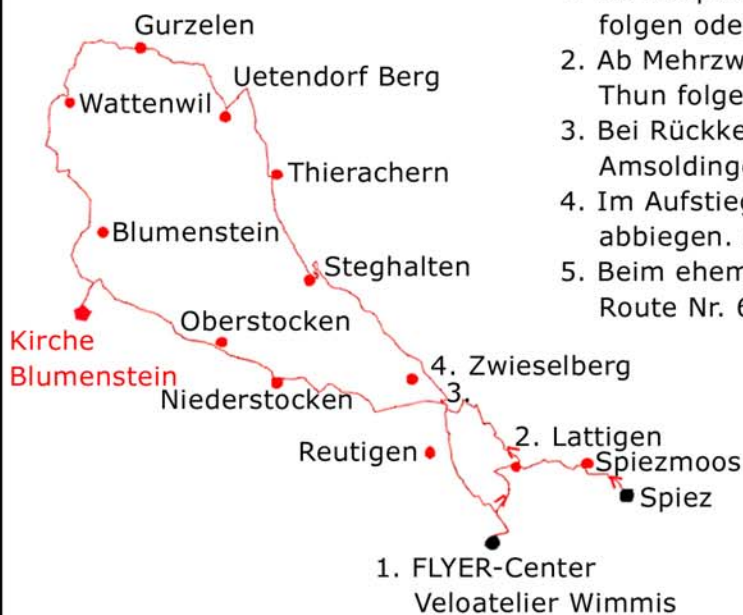 folgen ode
2. Ab Mehrzw
Thun folge
3. Bei Rückke
Amsolding
4. Im Aufstieg
abbiegen.
5. Beim ehem
Route Nr. 6
Gurzelen
Uetendorf Berg
Wattenwil
Thierachern
Blumenstein
Steghalten
Oberstocken
Kirche
Blumenstein
4. Zwieselberg
3.
Niederstocken
2. Lattigen
Reutigen
Spiezmoos
Spiez
1. FLYER-Center
Veloatelier Wimmis